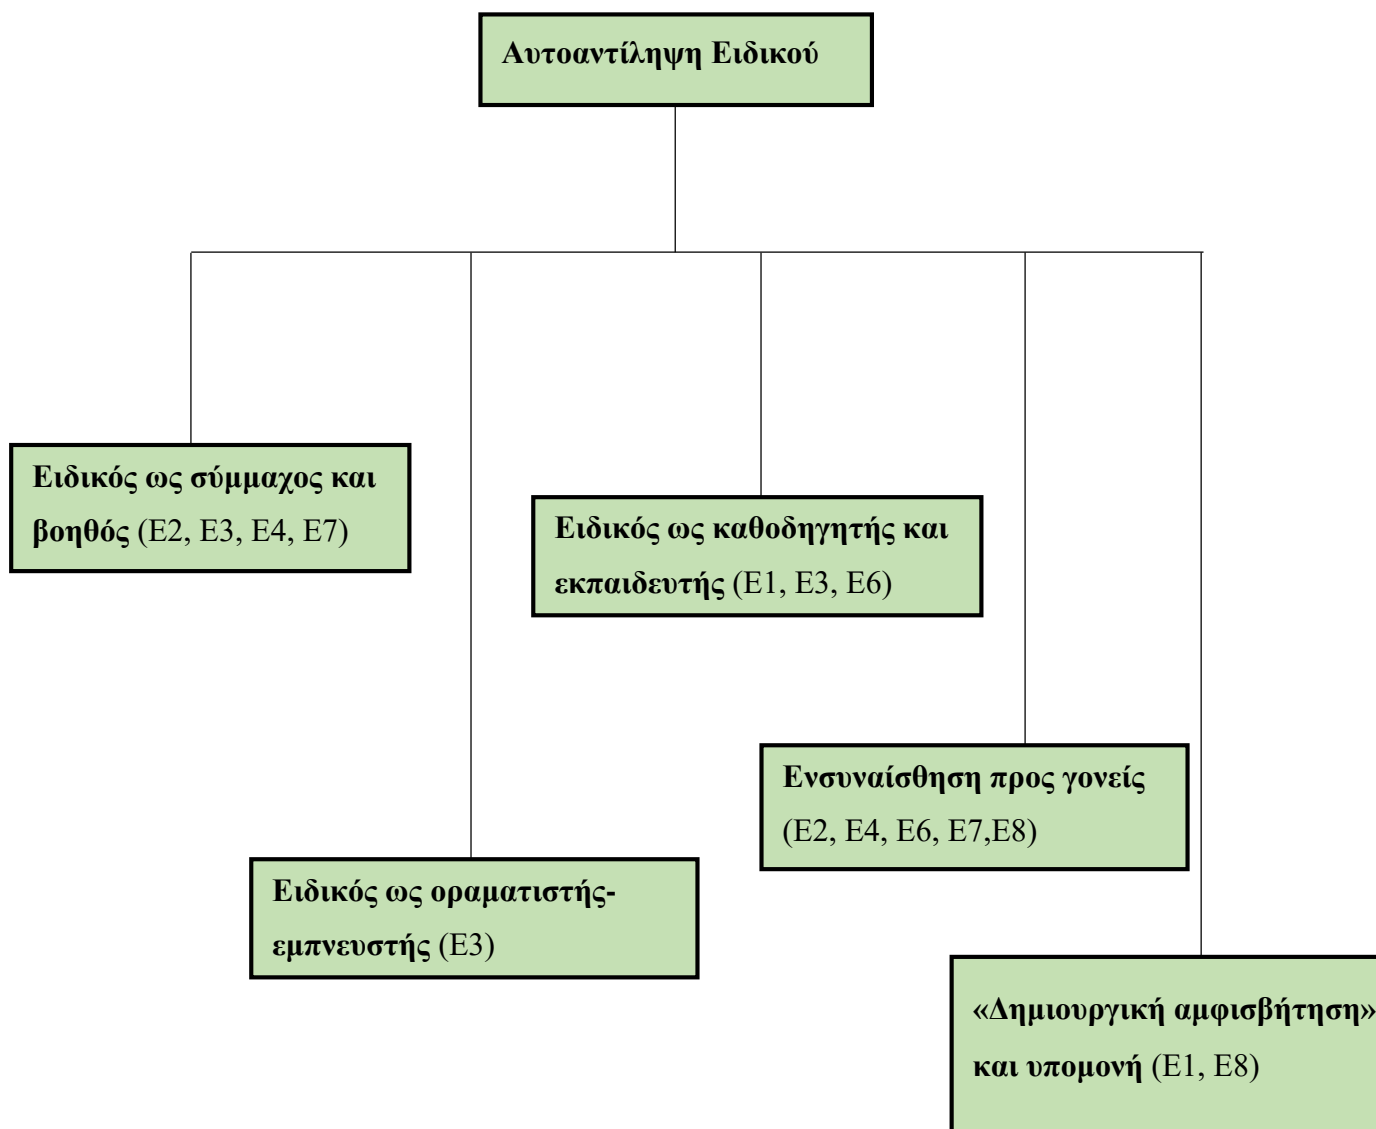 Αυτοαντίληψη Ειδικού
Ειδικός ως σύμμαχος και
βοηθός (Ε2, Ε3, Ε4, Ε7)
Ειδικός ως καθοδηγητής και
εκπαιδευτής (Ε1, Ε3, Ε6)
Ενσυναίσθηση προς γονείς
(Ε2, Ε4, Ε6, Ε7,Ε8)
Ειδικός ως οραματιστής-
εμπνευστής (Ε3)
«Δημιουργική αμφισβήτηση»
και υπομονή (Ε1, Ε8)